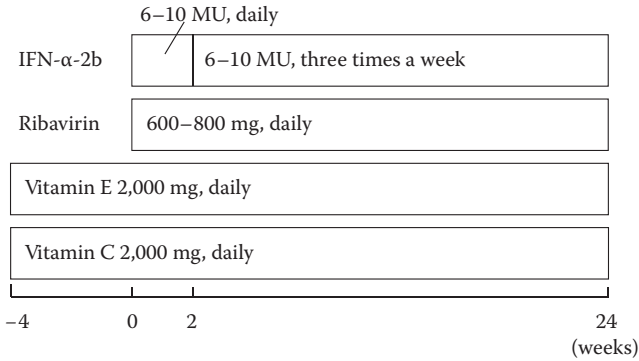 6–10 MU, daily
IFN-α-2b
6–10 MU, three times a week
Ribavirin
600–800 mg, daily
Vitamin E 2,000 mg, daily
Vitamin C 2,000 mg, daily
–4 0 2 24
(weeks)